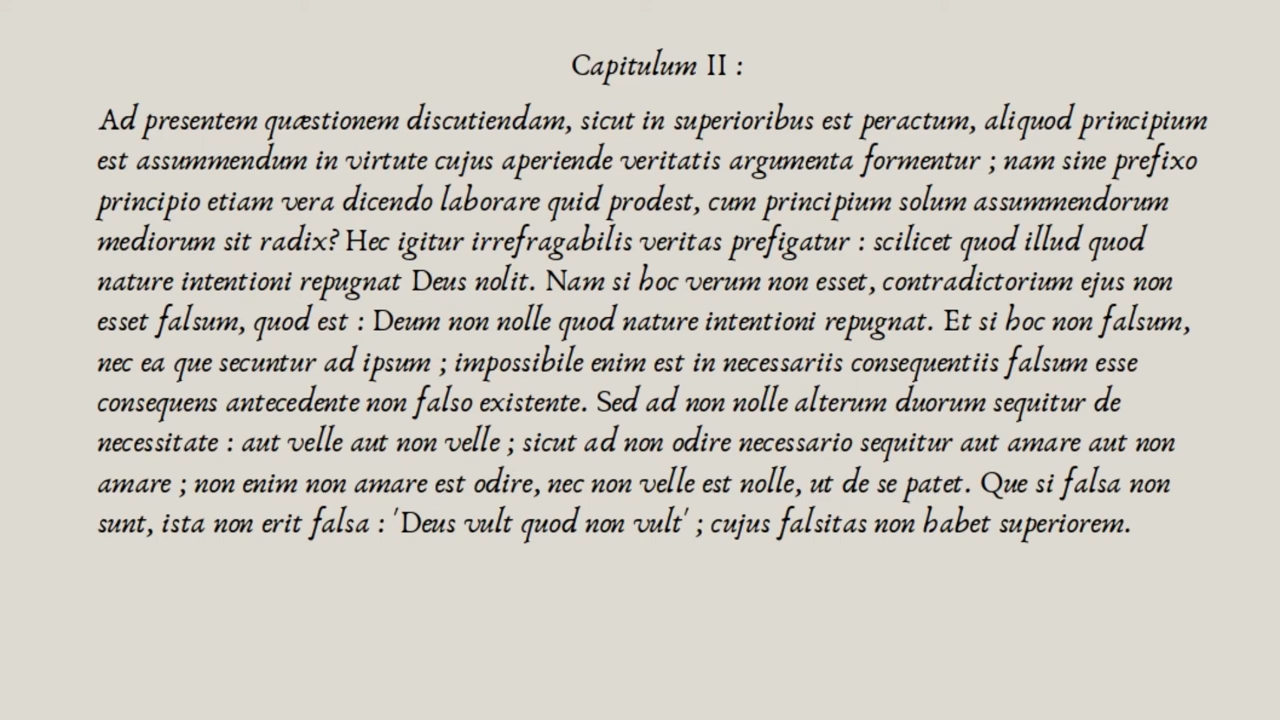 Capitulum II :
Ad presentem quæstionem discutiendam, sicut in superioribus est peractum, aliquod principium
est assummendum in virtute cujus aperiende veritatis argumenta formentur ; nam sine prefixo
principio etiam vera dicendo laborare quid prodest, cum principium solum assummendorum
mediorum sit radix? Hec igitur irrefragabilis veritas prefigatur : scilicet quod illud quod
nature intentioni repugnat Deus nolit. Nam si hoc verum non esset, contradictorium ejus non
esset falsum, quod est : Deum non nolle quod nature intentioni repugnat. Et si hoc non falsum,
nec ea que secuntur ad ipsum ; impossibile enim est in necessariis consequentiis falsum esse
consequens antecedente non falso existente. Sed ad non nolle alterum duorum sequitur de
necessitate : aut velle aut non velle ; sicut ad non odire necessario sequitur aut amare aut non
amare ; non enim non amare est odire, nec non velle est nolle, ut de se patet. Que si falsa non
sunt, ista non erit falsa : 'Deus vult quod non vult' ; cujus falsitas non habet superiorem.